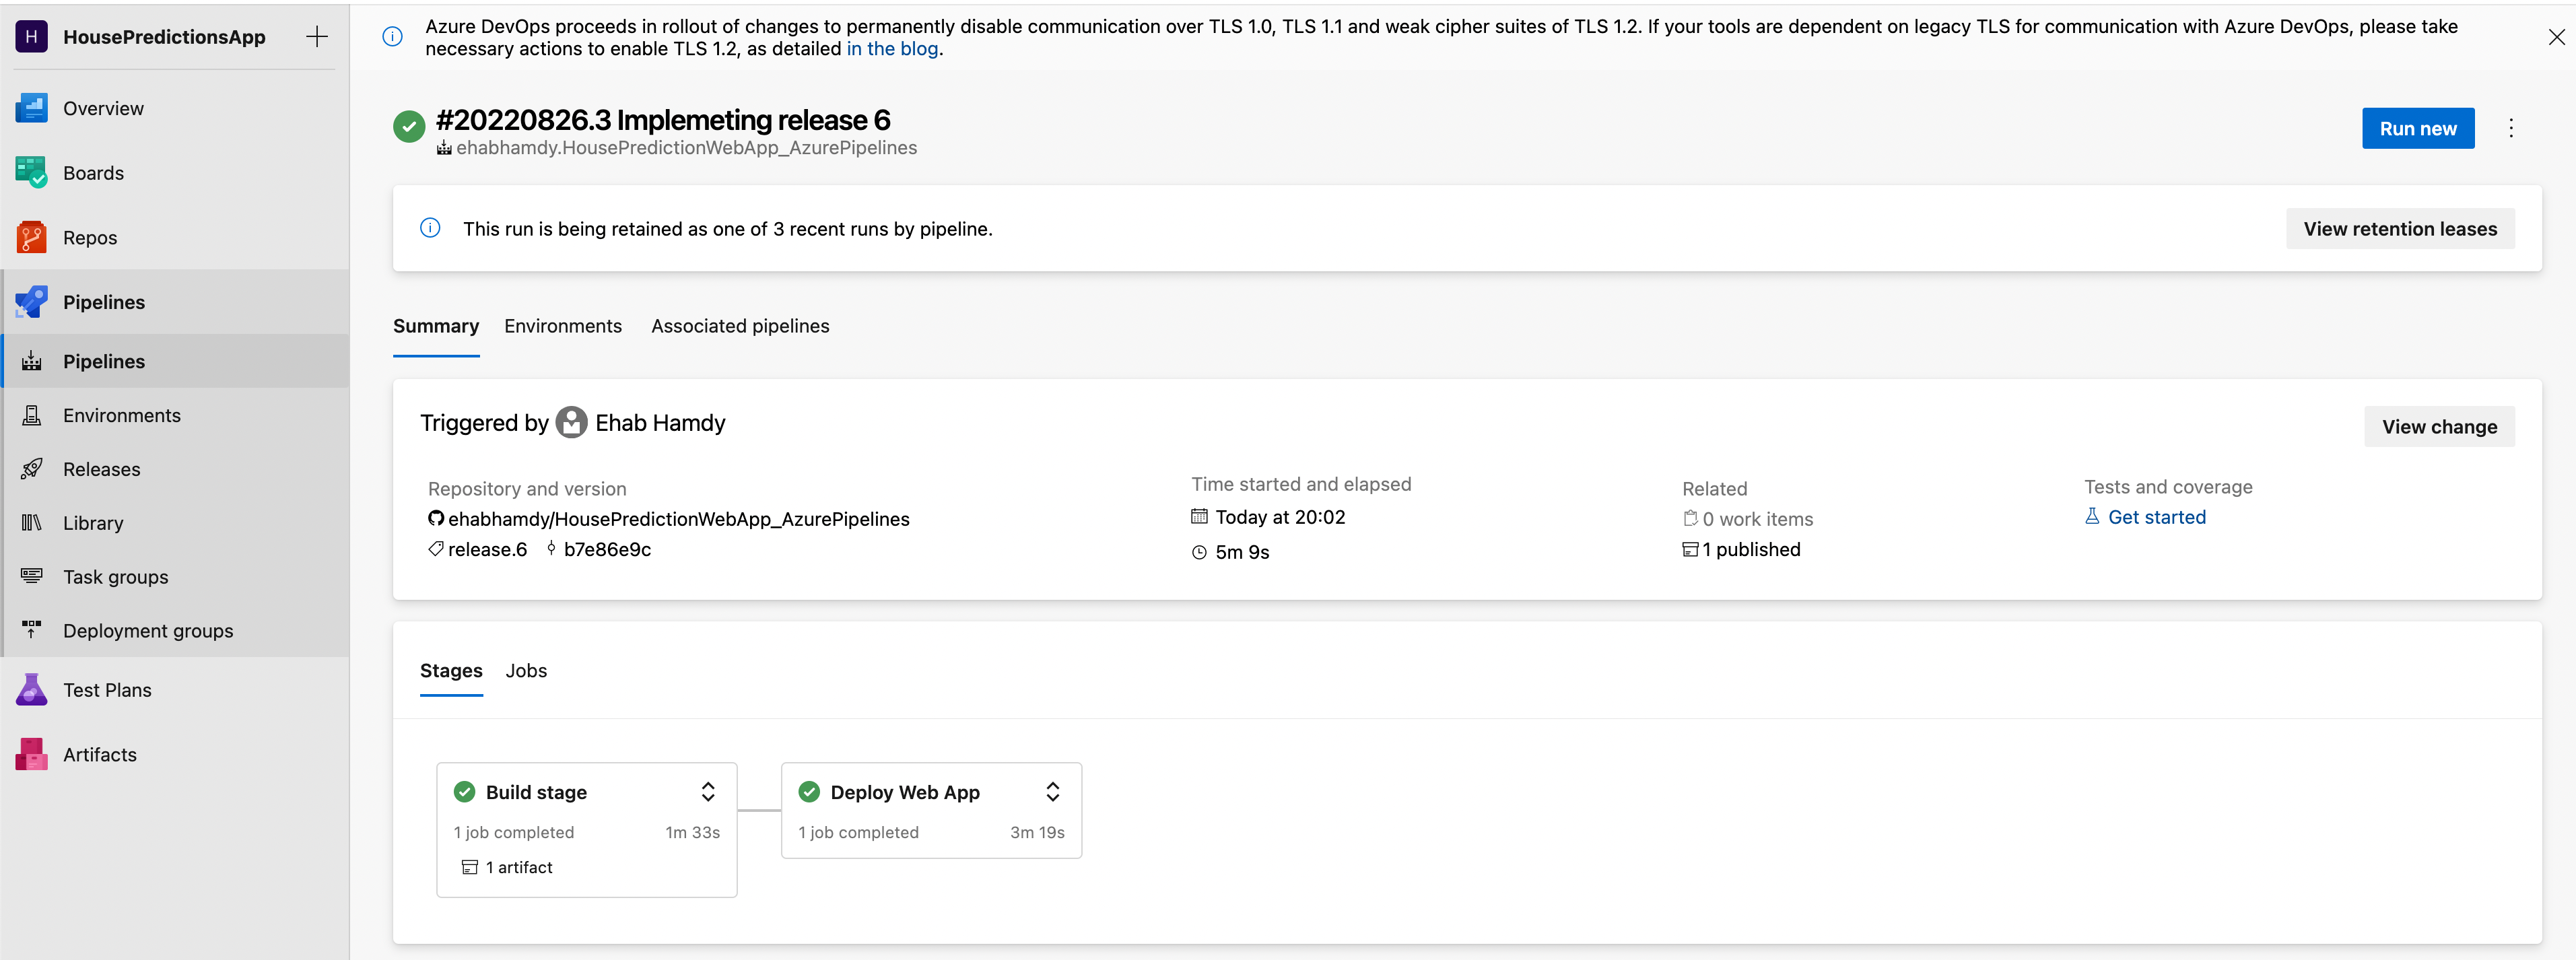 H HousePredictionsApp
Overview
Boards
Repos
Pipelines
Pipelines
Environments
Releases
Library
Task groups
Deployment groups
Test Plans
Artifacts
Azure DevOps proceeds in rollout of changes to permanently disable communication over TLS 1.0, TLS 1.1 and weak cipher suites of TLS 1.2. If your tools are dependent on legacy TLS for communication with Azure DevOps, please take
necessary actions to enable TLS 1.2, as detailed in the blog.
#20220826.3 Implemeting release 6
ehabhamdy.HousePredictionWebApp_AzurePipelines
Run new
This run is being retained as one of 3 recent runs by pipeline.
View retention leases
Summary Environments Associated pipelines
Triggered by Ehab Hamdy
View change
Repository and version
ehabhamdy/HousePredictionWebApp_AzurePipelines
release.6 b7e86e9c
Time started and elapsed
Today at 20:02
5m 9s
Related
0 work items
1 published
Tests and coverage
Get started
Stages Jobs
Build stage
1 job completed 1m 33s
1 artifact
Deploy Web App
1 job completed 3m 19s